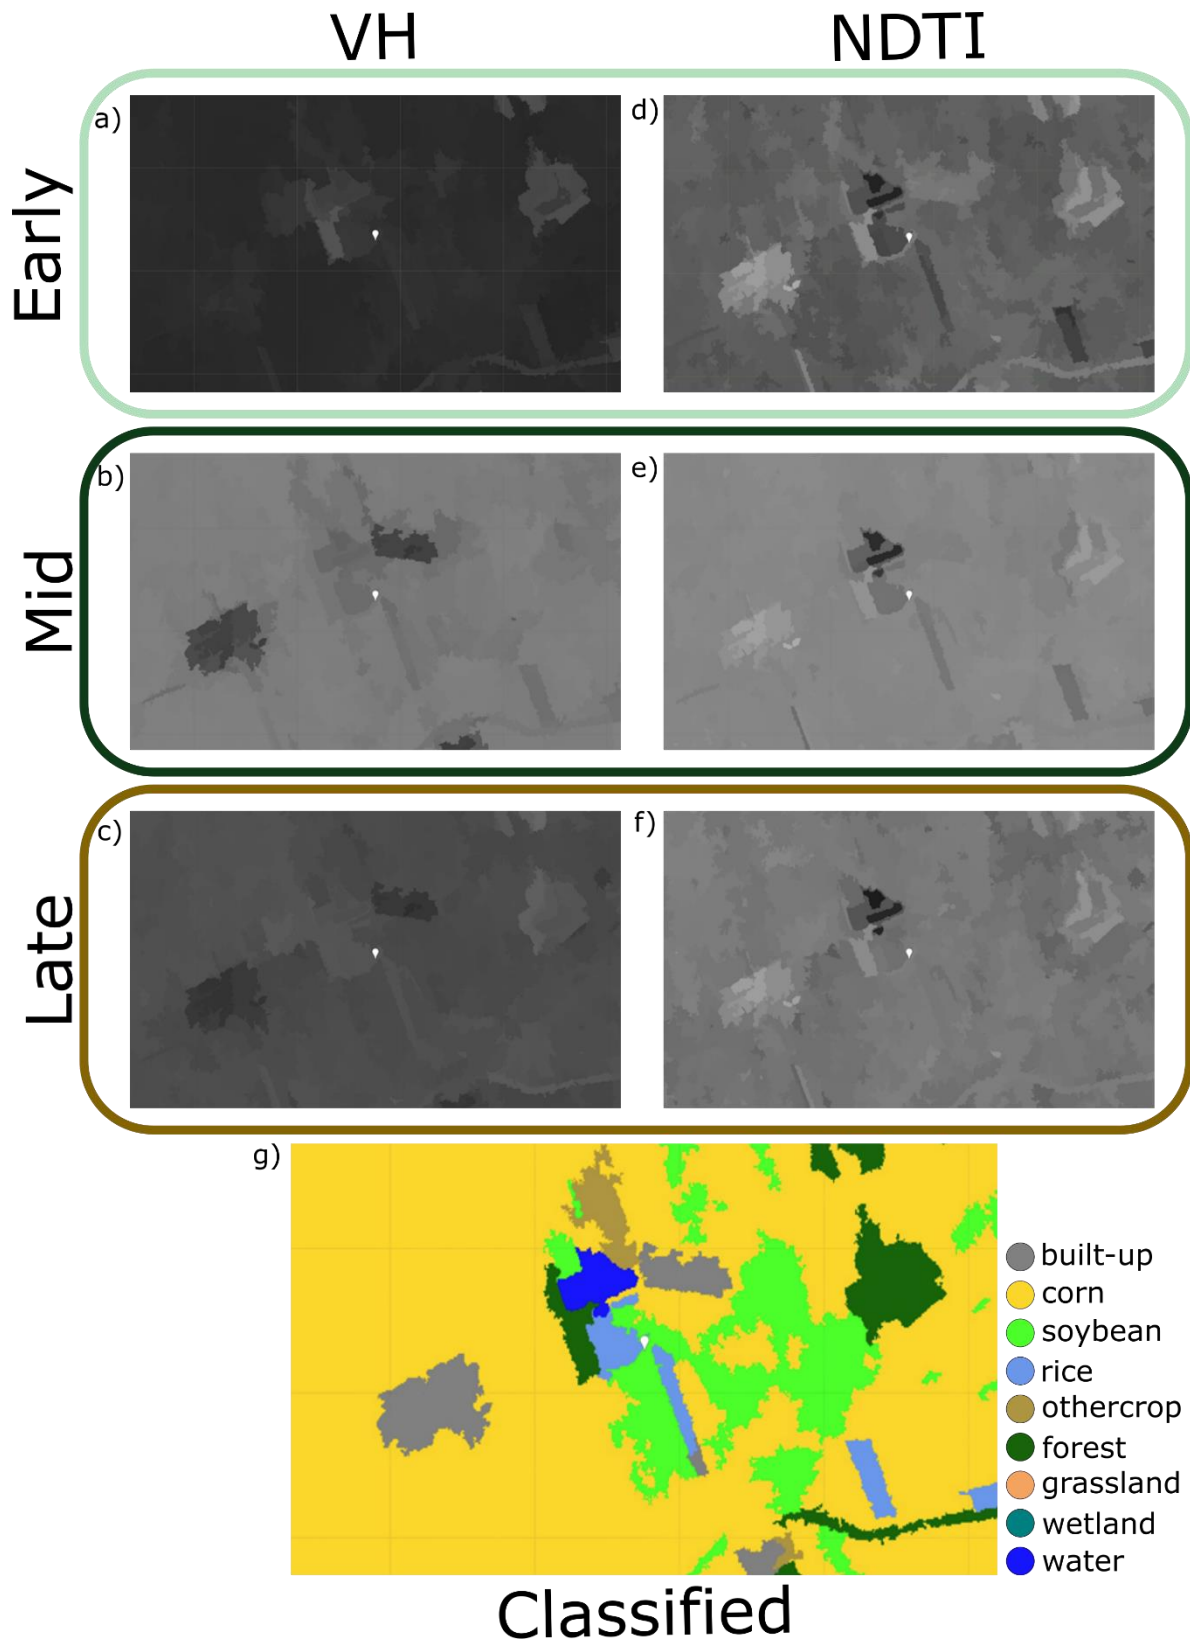 VH NDTI
Early
a) d)
Mid
b) e)
Late
c) f)
g)
built-up
corn
soybean
rice
othercrop
forest
grassland
wetland
water
Classified